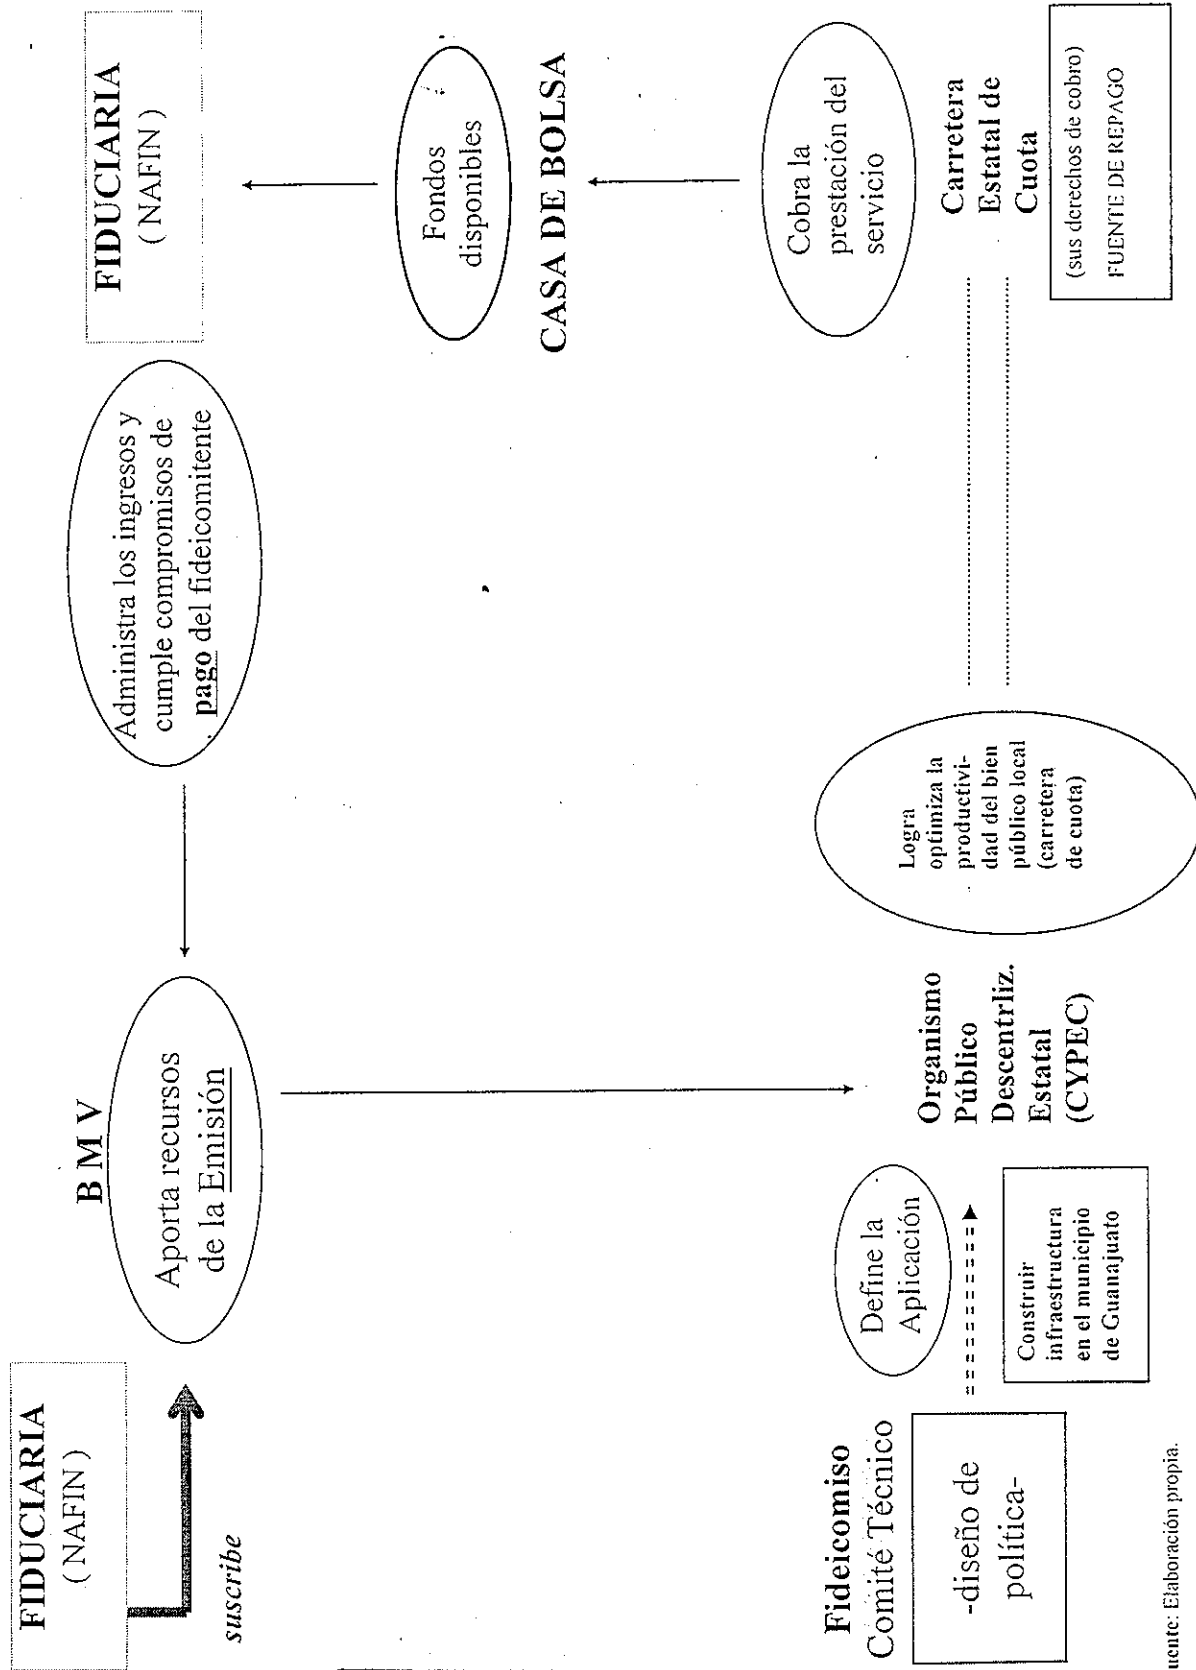 FIDUCIARIA
( NAFIN )
suscribe
B M V
Aporta recursos
de la Emisión
Administra los ingresos y
cumple compromisos de
pago del fideicomitente
FIDUCIARIA
( NAFIN )
Fondos
disponibles
CASA DE BOLSA
Fideicomiso
Comité Técnico
-diseño de
política-
Define la
Aplicación
Construir
infraestructura
en el municipio
de Guanajuato
Organismo
Público
Descentrliz.
Estatal
(CYPEC)
Logra
optimiza la
productivi-
dad del bien
público local
(carretera
de cuota)
Cobra la
prestación del
servicio
Carretera
Estatal de
Cuota
(sus derechos de cobro)
FUENTE DE REPAGO
uente: Elaboración propia.